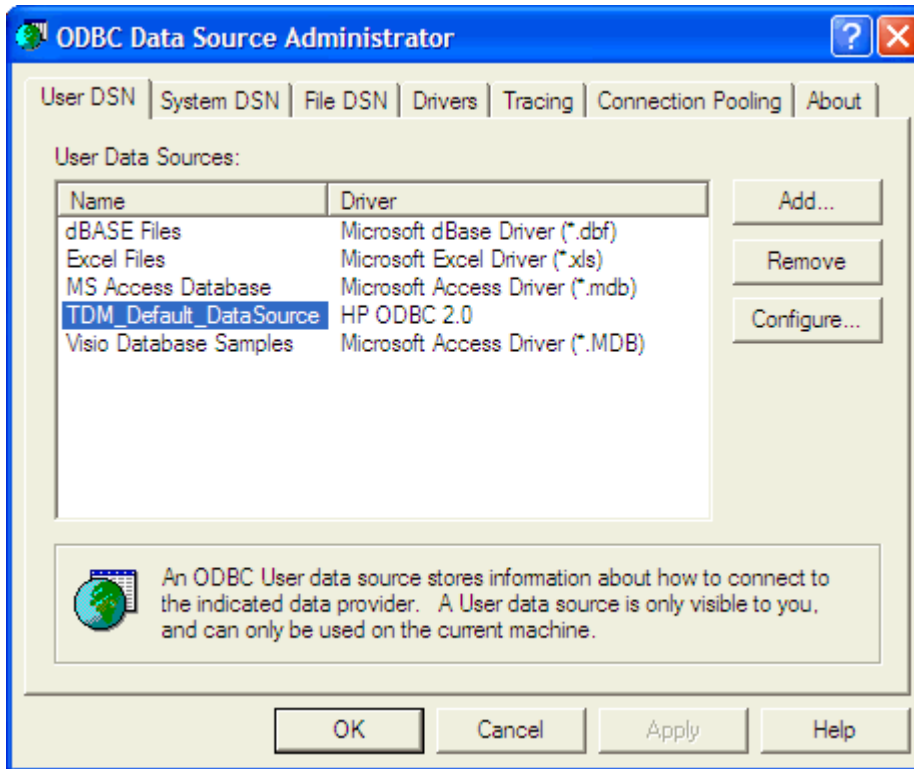 ODBC Data Source Administrator
User DSN System DSN File DSN Drivers Tracing Connection Pooling About
User Data Sources:
Name Driver
dBASE Files Microsoft dBase Driver (*.dbf)
Excel Files Microsoft Excel Driver (*.xls)
MS Access Database Microsoft Access Driver (*.mdb)
TDM_Default_DataSource HP ODBC 2.0
Visio Database Samples Microsoft Access Driver (*.MDB)
Add...
Remove
Configure...
An ODBC User data source stores information about how to connect to
the indicated data provider. A User data source is only visible to you,
and can only be used on the current machine.
OK Cancel Apply Help